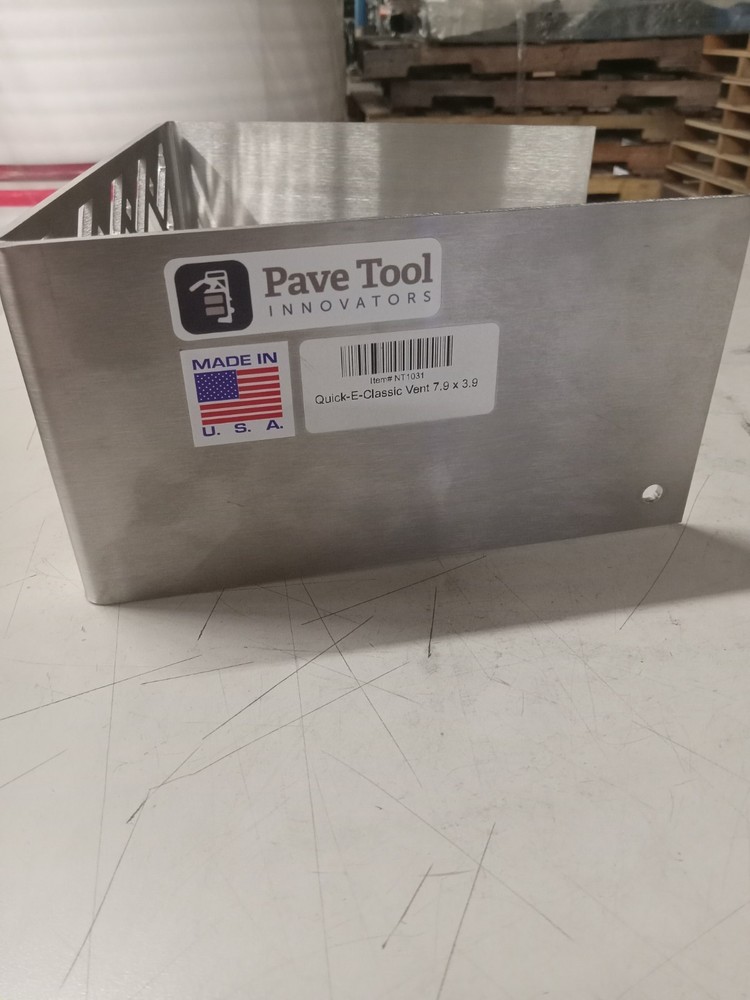 Pave Tool
INNOVATORS
MADE IN
U. S. A.
Item# NT1031
Quick-E-Classic Vent 7.9 x 3.9